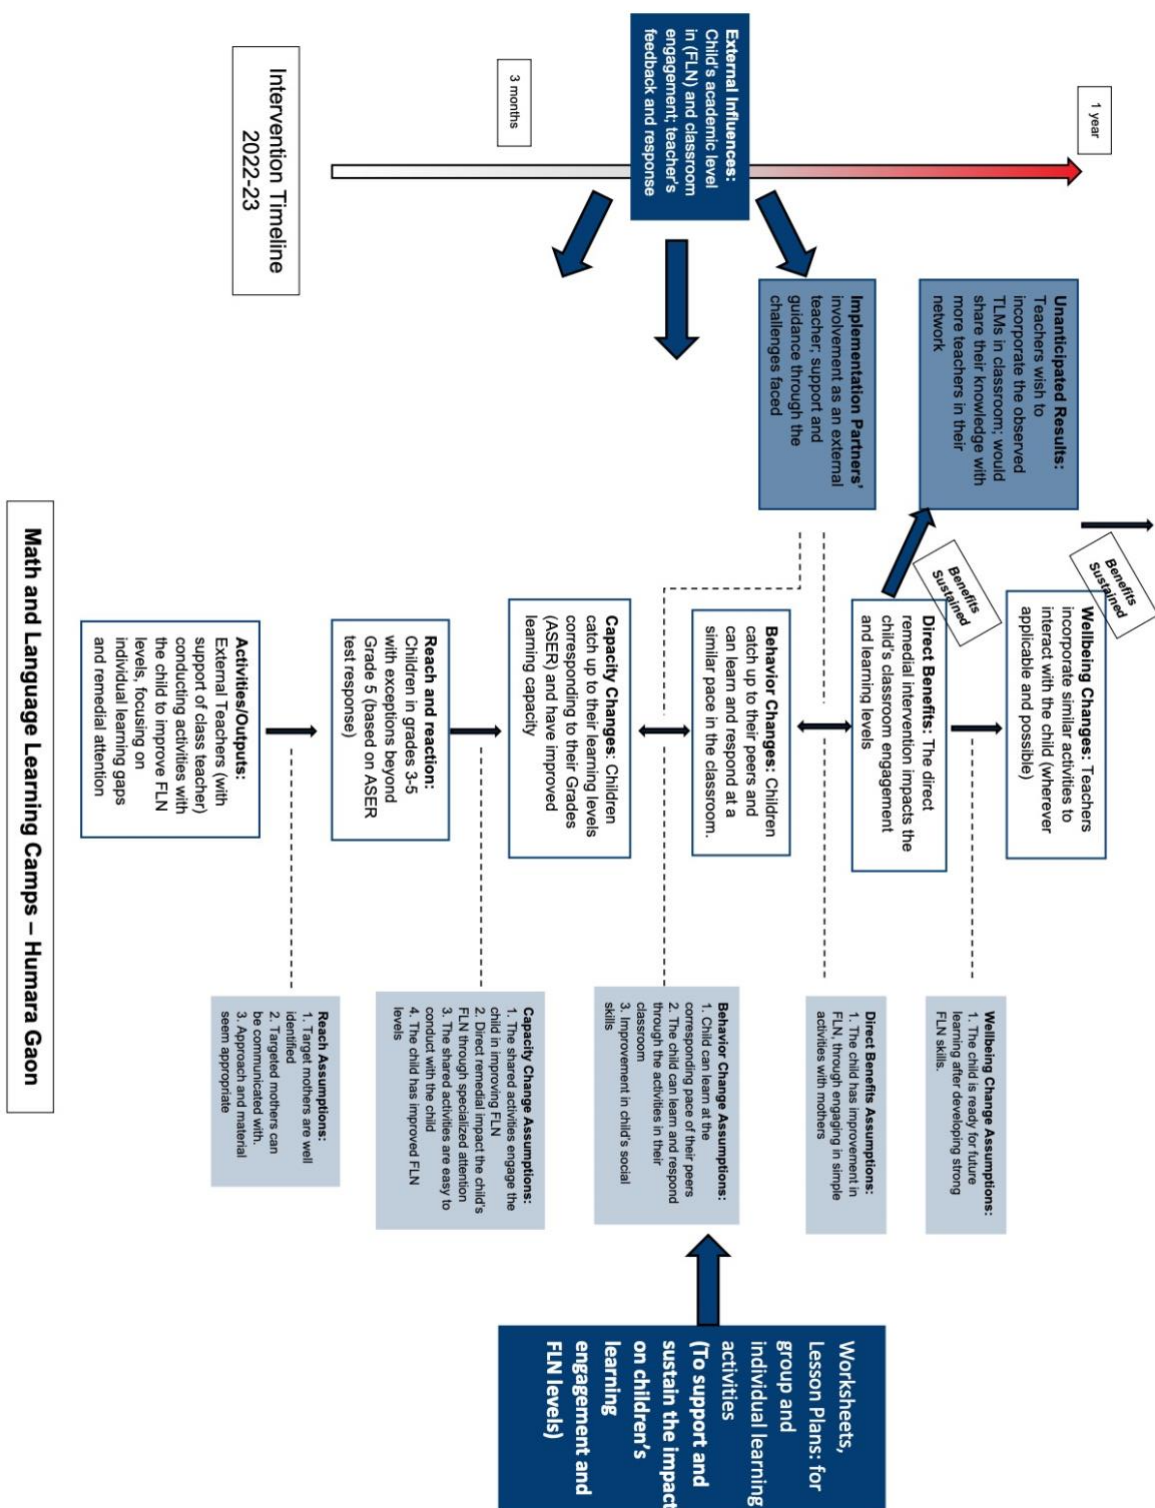 Math and Language Learning Camps – Humara Gaon
Intervention Timeline
2022-23
3 months
1 year
External Influences:
Child's academic level
in (FLN) and classroom
engagement; teacher's
feedback and response
Unanticipated Results:
Teachers wish to
incorporate the observed
TLMs in classroom; would
share their knowledge with
more teachers in their
network
Implementation Partners'
involvement as an external
teacher; support and
guidance through the
challenges faced
Benefits
Sustained
Benefits
Sustained
Wellbeing Changes: Teachers
incorporate similar activities to
interact with the child (wherever
applicable and possible)
Direct Benefits: The direct
remedial intervention impacts the
child's classroom engagement
and learning levels
Behavior Changes: Children
catch up to their peers and
can learn and respond at a
similar pace in the classroom.
Capacity Changes: Children
catch up to their learning levels
corresponding to their Grades
(ASER) and have improved
learning capacity
Reach and reaction:
Children in grades 3-5
with exceptions beyond
Grade 5 (based on ASER
test response)
Activities/Outputs:
External Teachers (with
support of class teacher)
conducting activities with
the child to improve FLN
levels, focusing on
individual learning gaps
and remedial attention
Wellbeing Change Assumptions:
1. The child is ready for future
learning after developing strong
FLN skills.
Direct Benefits Assumptions:
1. The child has improvement in
FLN, through engaging in simple
activities with mothers
Behavior Change Assumptions:
1. Child can learn at the
corresponding pace of their peers
2. The child can learn and respond
through the activities in their
classroom
3. Improvement in child's social
skills
Capacity Change Assumptions:
1. The shared activities engage the
child in improving FLN
2. Direct remedial impact the child's
FLN through specialized attention
3. The shared activities are easy to
conduct with the child
4. The child has improved FLN
levels
Reach Assumptions:
1. Target mothers are well
identified
2. Targeted mothers can
be communicated with.
3. Approach and material
seem appropriate
Worksheets,
Lesson Plans: for
group and
individual learning
activities
(To support and
sustain the impact
on children's
learning
engagement and
FLN levels)